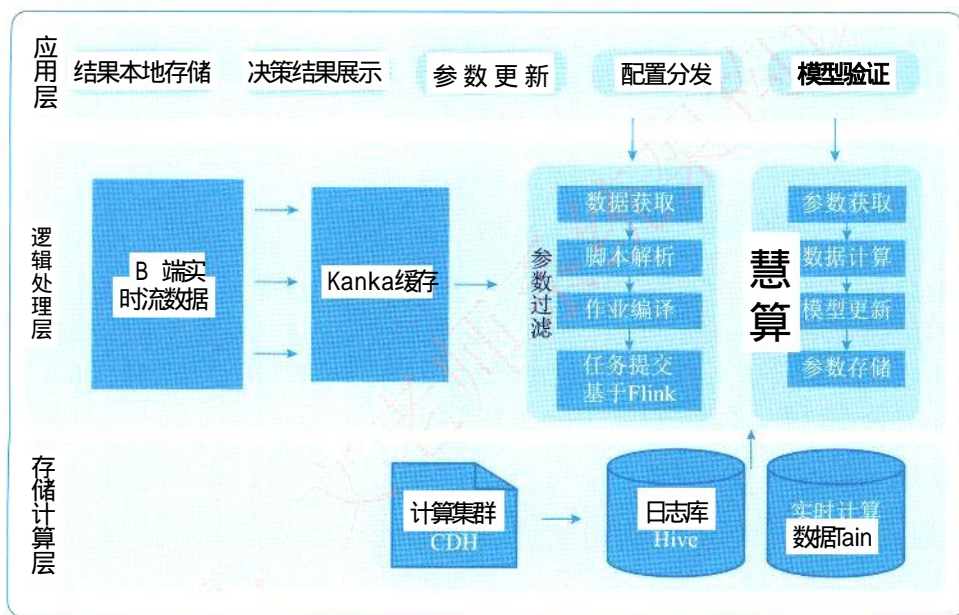 应用层
结果本地存储
决策结果展示
参数更新
配置分发
模型验证
逻辑处理层
B 端实
时流数据
Kanka缓存
参数过滤
数据获取
脚本解析
作业编译
任务提交
基于Flink
慧算
参数获取
数据计算
模型更新
参数存储
存储计算层
计算集群
CDH
日志库
Hive
实时计算
数据Tain